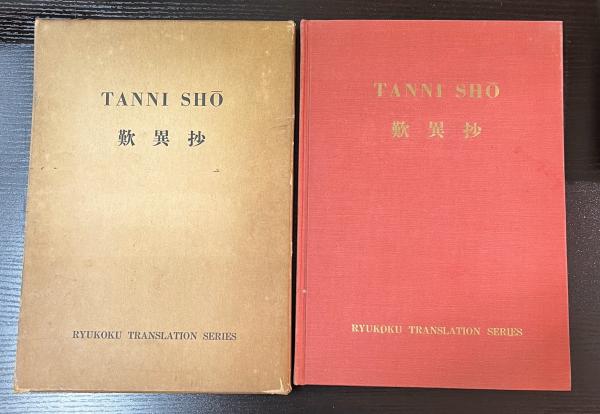 TANNI SHŌ
歎異抄
RYUKOKU TRANSLATION SERIES
TANNI SHŌ
歎異抄
RYUKOKU TRANSLATION SERIES